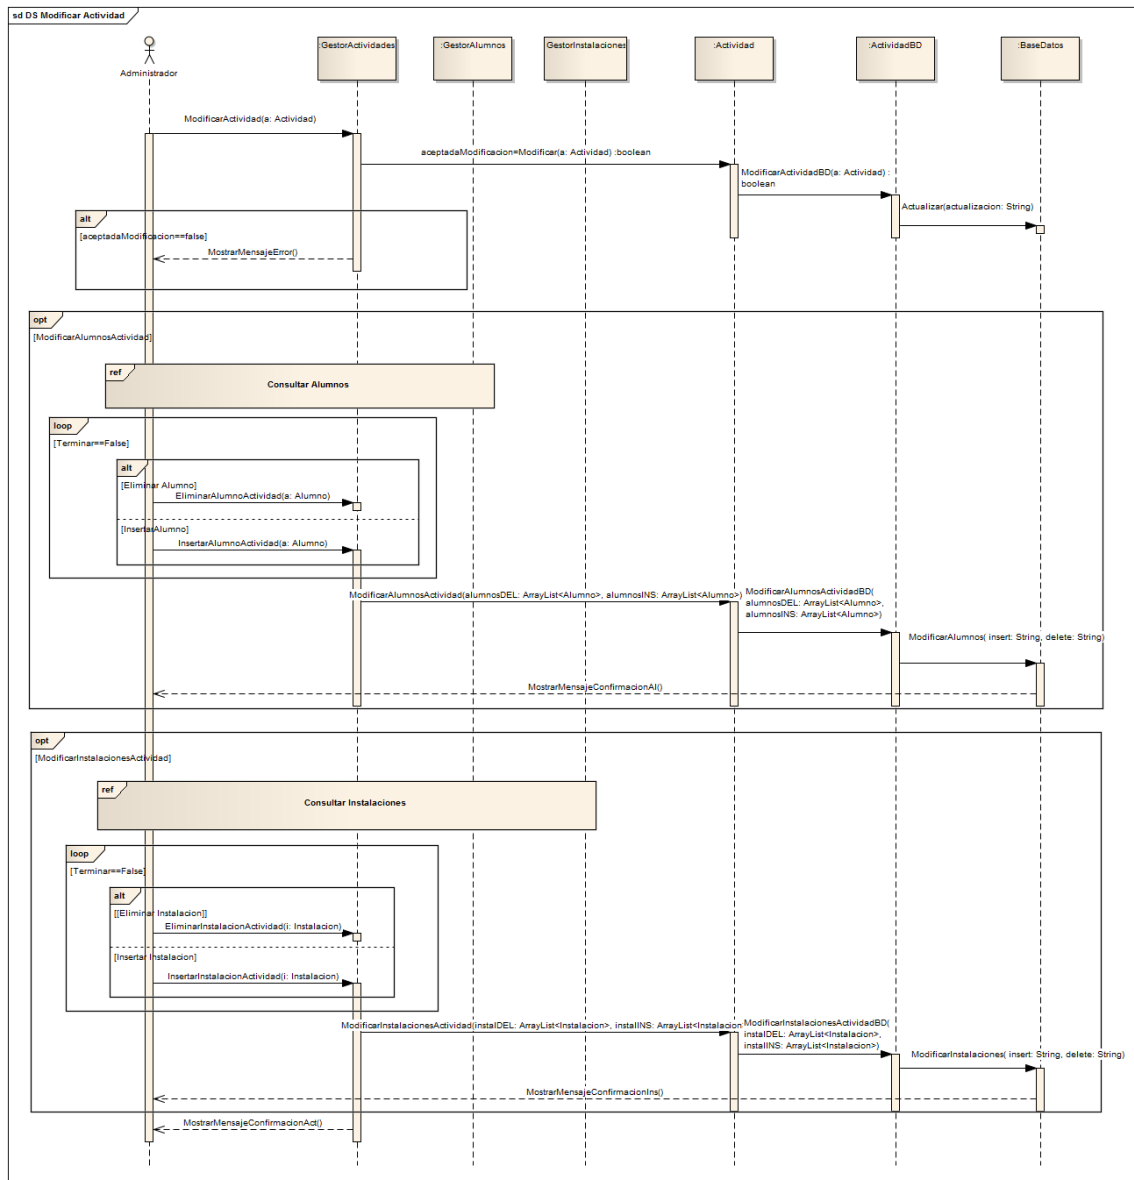 sd DS Modificar Actividad
Administrador
:GestorActividades
:GestorAlumnos
GestorInstalaciones
:Actividad
:ActividadBD
:BaseDatos
ModificarActividad(a: Actividad)
aceptadaModificacion=Modificar(a: Actividad) :boolean
ModificarActividadBD(a: Actividad) :
boolean
Actualizar(actualizacion: String)
alt
[aceptadaModificacion==false]
MostrarMensajeError()
opt
[ModificarAlumnosActividad]
ref
Consultar Alumnos
loop
[Terminar==False]
alt
[Eliminar Alumno]
EliminarAlumnoActividad(a: Alumno)
[InsertarAlumno]
InsertarAlumnoActividad(a: Alumno)
ModificarAlumnosActividad(alumnosDEL: ArrayList<Alumno>, alumnosINS: ArrayList<Alumno>)
ModificarAlumnosActividadBD(
alumnosDEL: ArrayList<Alumno>,
alumnosINS: ArrayList<Alumno>)
ModificarAlumnos( insert: String, delete: String)
MostrarMensajeConfirmacionAl()
opt
[ModificarInstalacionesActividad]
ref
Consultar Instalaciones
loop
[Terminar==False]
alt
[[Eliminar Instalacion]]
EliminarInstalacionActividad(i: Instalacion)
[Insertar Instalacion]
InsertarInstalacionActividad(i: Instalacion)
ModificarInstalacionesActividad(instalDEL: ArrayList<Instalacion>, instalINS: ArrayList<Instalacion
ModificarInstalacionesActividadBD(
instalDEL: ArrayList<Instalacion>,
instalINS: ArrayList<Instalacion>)
ModificarInstalaciones( insert: String, delete: String)
MostrarMensajeConfirmacionIns()
MostrarMensajeConfirmacionAct()